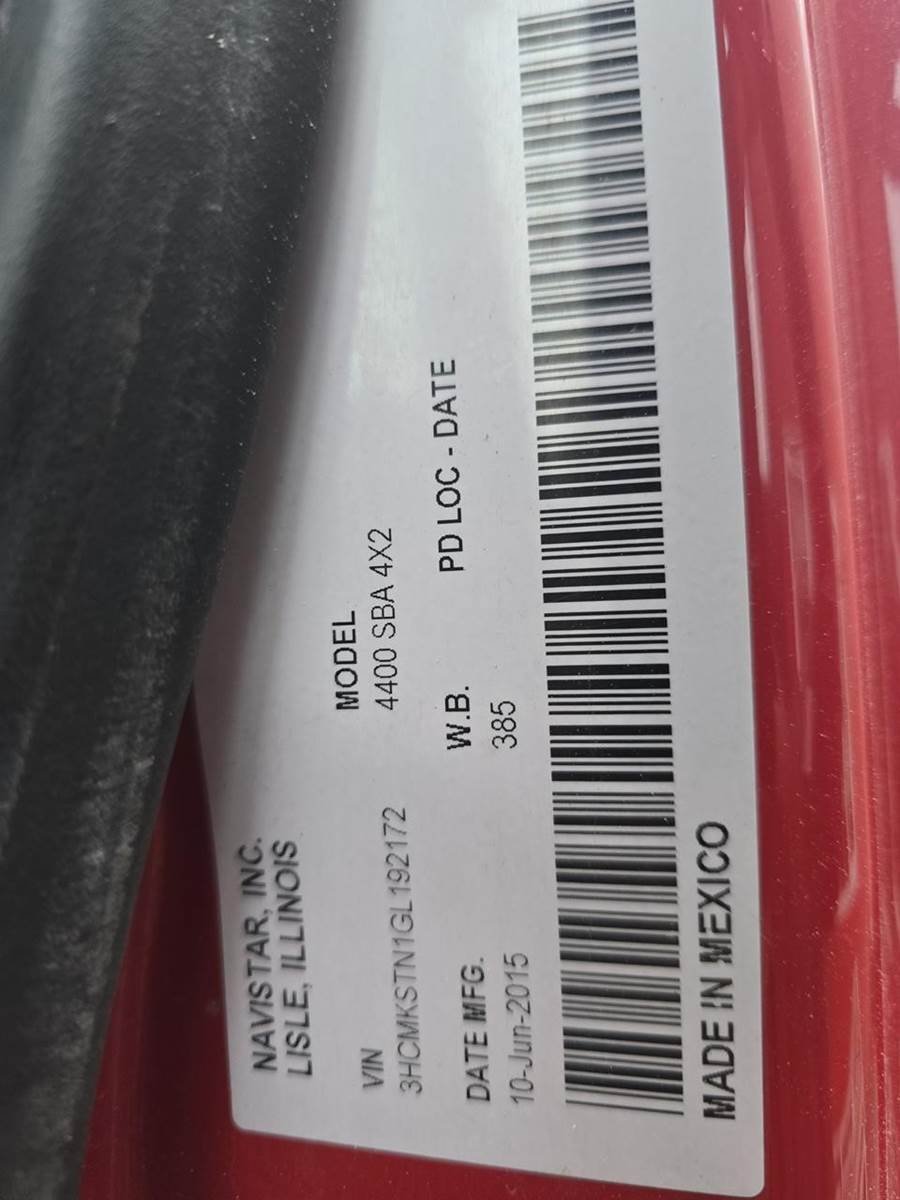 NAVISTAR, INC.
LISLE, ILLINOIS
VIN MODEL
3HCMKSTN1GL192172 4400 SBA 4X2
DATE MFG. W.B. PD LOC - DATE
10-Jun-2015 385
MADE IN MEXICO